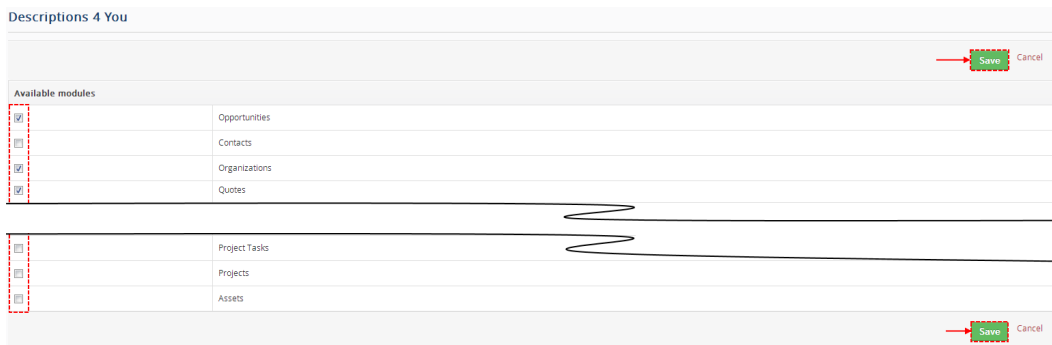 Descriptions 4 You
Save Cancel
Available modules
Opportunities
Contacts
Organizations
Quotes
Project Tasks
Projects
Assets
Save Cancel